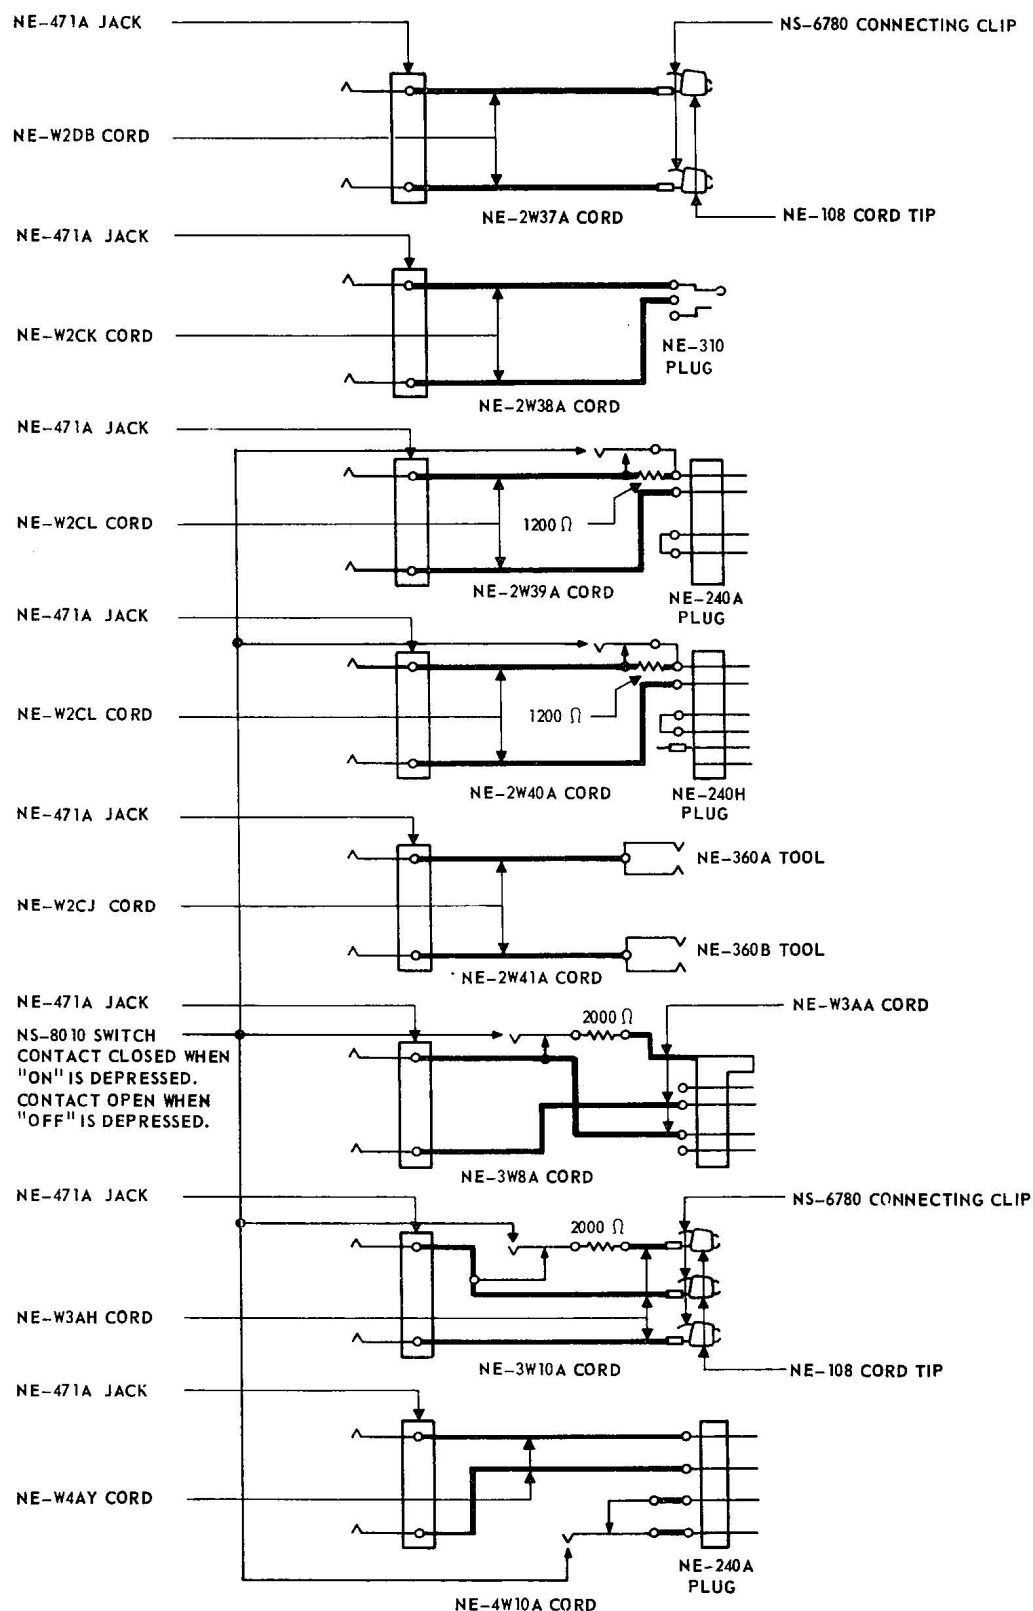 NE-471A JACK
NS-6780 CONNECTING CLIP
NE-W2DB CORD
NE-2W37A CORD
NE-108 CORD TIP
NE-471A JACK
NE-W2CK CORD
NE-310
PLUG
NE-2W38A CORD
NE-471A JACK
NE-W2CL CORD
1200 Ω
NE-2W39A CORD
NE-240A
PLUG
NE-471A JACK
NE-W2CL CORD
1200 Ω
NE-2W40A CORD
NE-240H
PLUG
NE-471A JACK
NE-360A TOOL
NE-W2CJ CORD
NE-360B TOOL
NE-2W41A CORD
NE-471A JACK
NE-W3AA CORD
2000 Ω
NS-8010 SWITCH
CONTACT CLOSED WHEN
"ON" IS DEPRESSED.
CONTACT OPEN WHEN
"OFF" IS DEPRESSED.
NE-3W8A CORD
NE-471A JACK
NS-6780 CONNECTING CLIP
2000 Ω
NE-W3AH CORD
NE-3W10A CORD
NE-108 CORD TIP
NE-471A JACK
NE-W4AY CORD
NE-240A
PLUG
NE-4W10A CORD